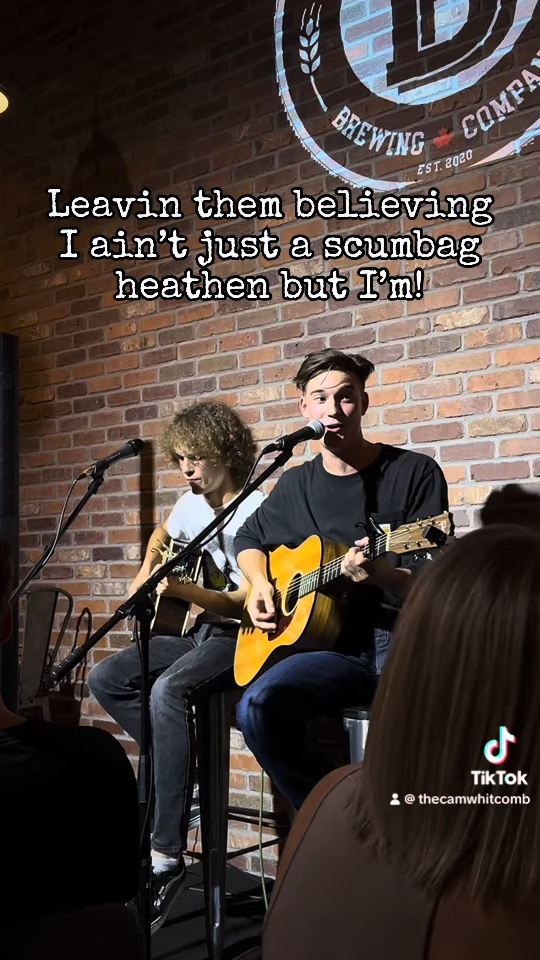 B
BREWING COMPA
EST. 2020
Leavin them believing
I ain't just a scumbag
heathen but I'm!
TikTok
@ thecamwhitcomb